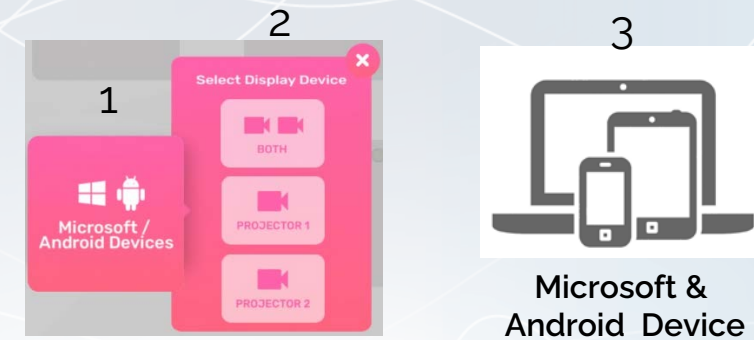 1
Microsoft /
Android Devices
2
Select Display Device
BOTH
PROJECTOR 1
PROJECTOR 2
3
Microsoft &
Android Device